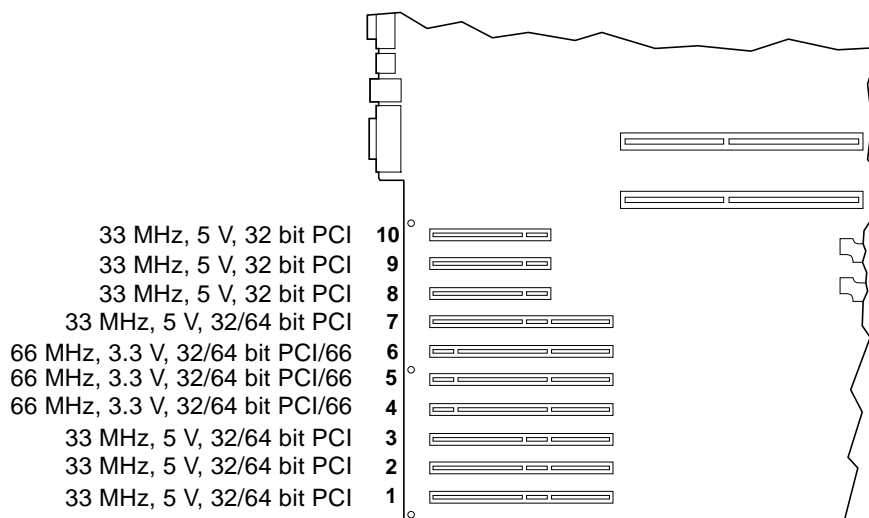 33 MHz, 5 V, 32 bit PCI 10
33 MHz, 5 V, 32 bit PCI 9
33 MHz, 5 V, 32 bit PCI 8
33 MHz, 5 V, 32/64 bit PCI 7
66 MHz, 3.3 V, 32/64 bit PCI/66 6
66 MHz, 3.3 V, 32/64 bit PCI/66 5
66 MHz, 3.3 V, 32/64 bit PCI/66 4
33 MHz, 5 V, 32/64 bit PCI 3
33 MHz, 5 V, 32/64 bit PCI 2
33 MHz, 5 V, 32/64 bit PCI 1